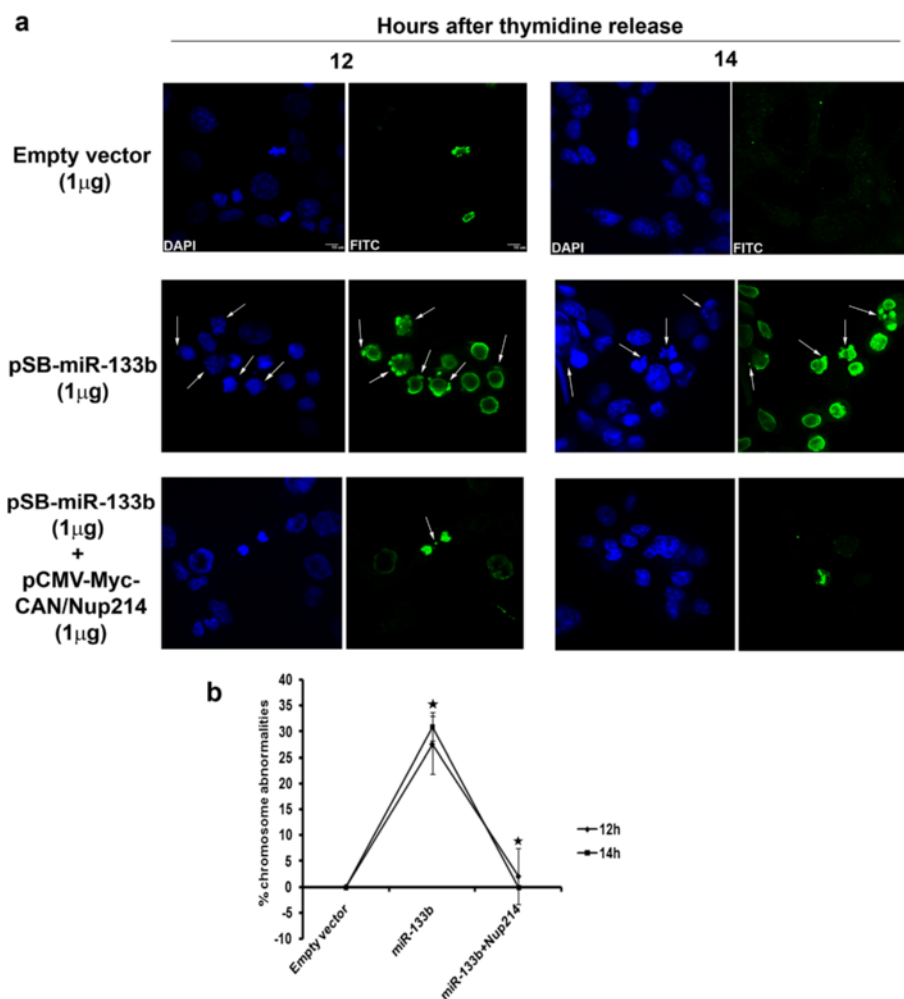 a
Hours after thymidine release
12
14
Empty vector
(1µg)
DAPI
FITC
DAPI
FITC
pSB-miR-133b
(1µg)
pSB-miR-133b
(1µg)
+
pCMV-Myc-
CAN/Nup214
(1µg)
b
% chromosome abnormalities
40
35
30
25
20
15
10
5
0
-5
-10
★
★
12h
14h
Empty vector
miR-133b
miR-133b+Nup214